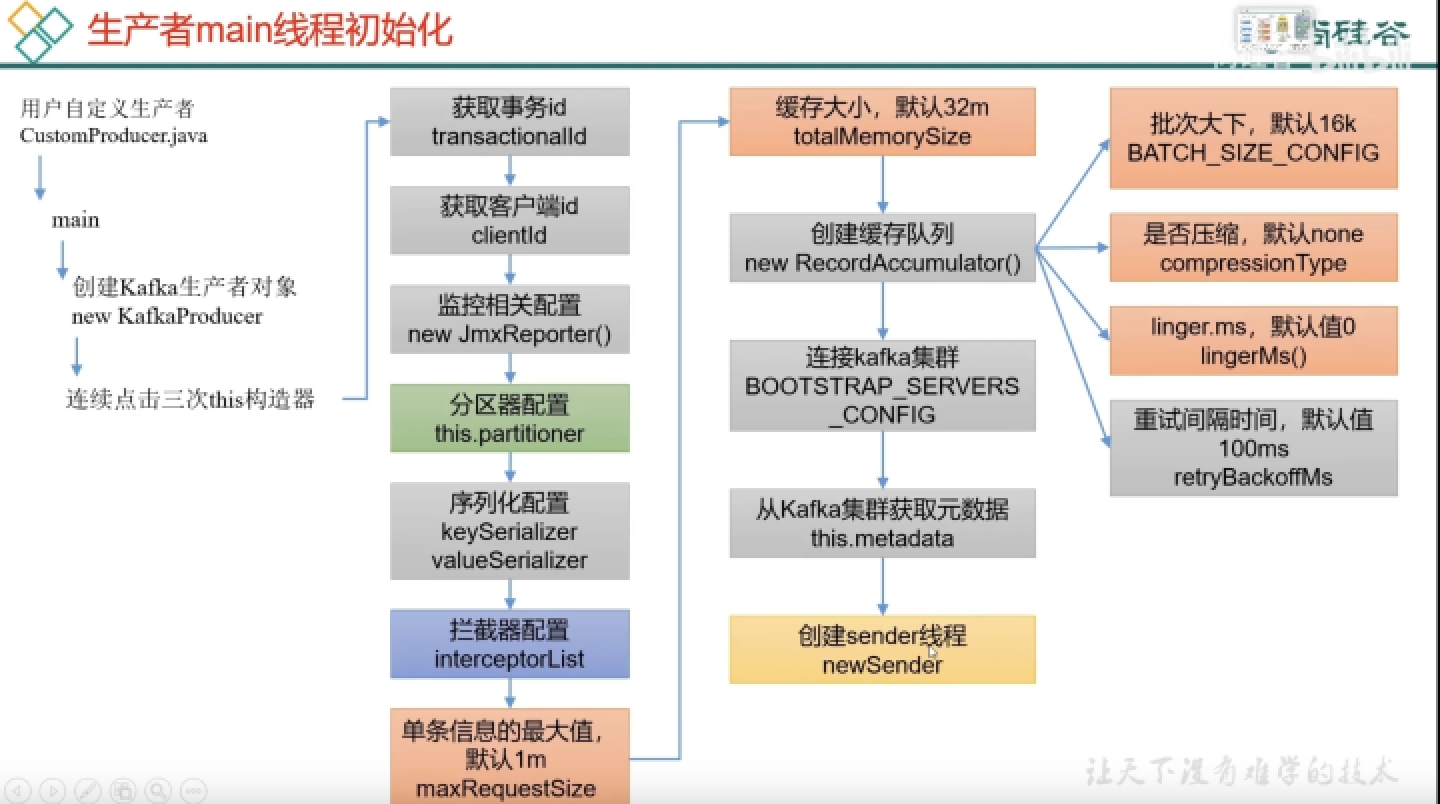 生产者main线程初始化
尚硅谷
用户自定义生产者
CustomProducer.java
main
创建Kafka生产者对象
new KafkaProducer
连续点击三次this构造器
获取事务id
transactionalId
获取客户端id
clientId
监控相关配置
new JmxReporter()
分区器配置
this.partitioner
序列化配置
keySerializer
valueSerializer
拦截器配置
interceptorList
单条信息的最大值，
默认1m
maxRequestSize
缓存大小，默认32m
totalMemorySize
创建缓存队列
new RecordAccumulator()
连接kafka集群
BOOTSTRAP_SERVERS
_CONFIG
从Kafka集群获取元数据
this.metadata
创建sender线程
newSender
批次大下，默认16k
BATCH_SIZE_CONFIG
是否压缩，默认none
compressionType
linger.ms，默认值0
lingerMs()
重试间隔时间，默认值
100ms
retryBackoffMs
让天下没有难学的技术